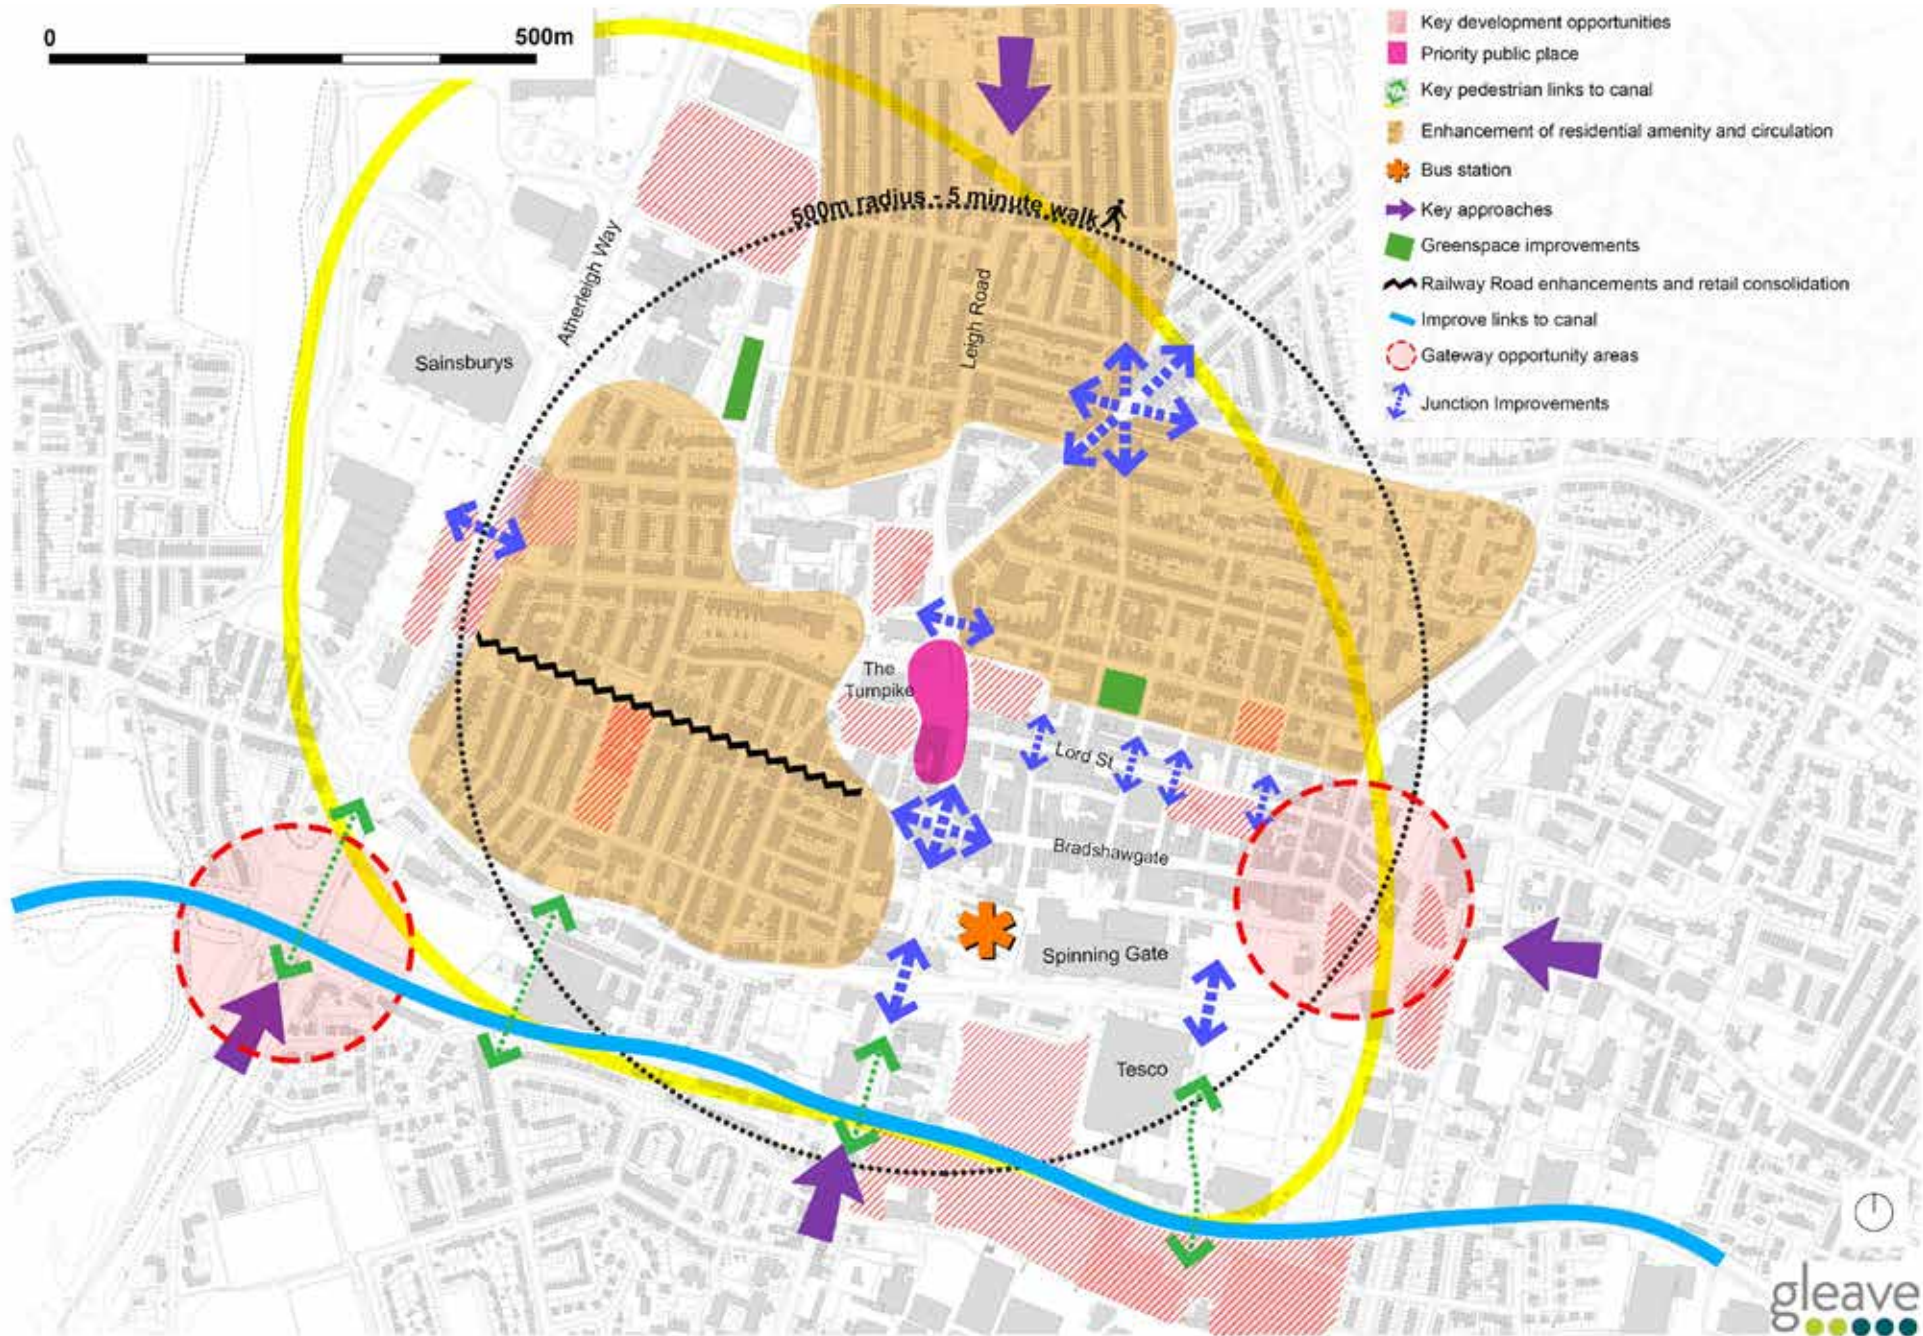 0
500m
Key development opportunities
Priority public place
Key pedestrian links to canal
Enhancement of residential amenity and circulation
Bus station
Key approaches
Greenspace improvements
Railway Road enhancements and retail consolidation
Improve links to canal
Gateway opportunity areas
Junction Improvements
500m radius - 5 minute walk
Atherleigh Way
Leigh Road
Sainsburys
The
Turnpike
Lord St
Bradshawgate
Spinning Gate
Tesco
gleave